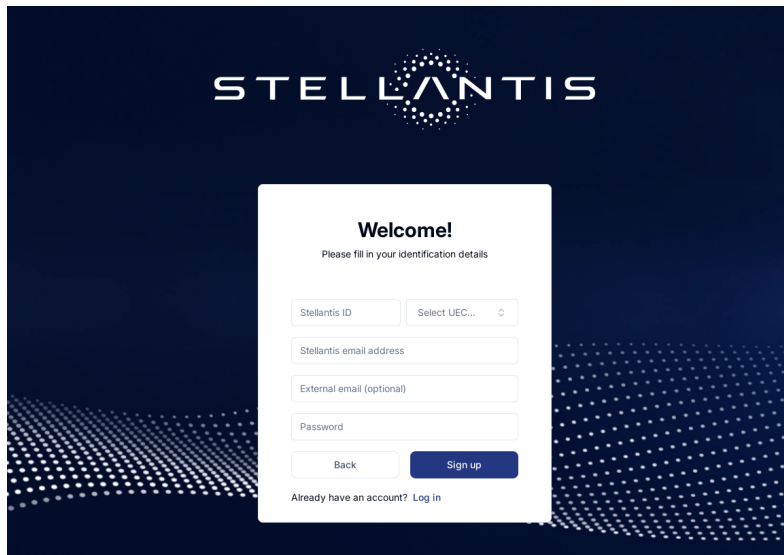 STELLANTIS
Welcome!
Please fill in your identification details
Stellantis ID
Select UEC...
Stellantis email address
External email (optional)
Password
Back
Sign up
Already have an account? Log in